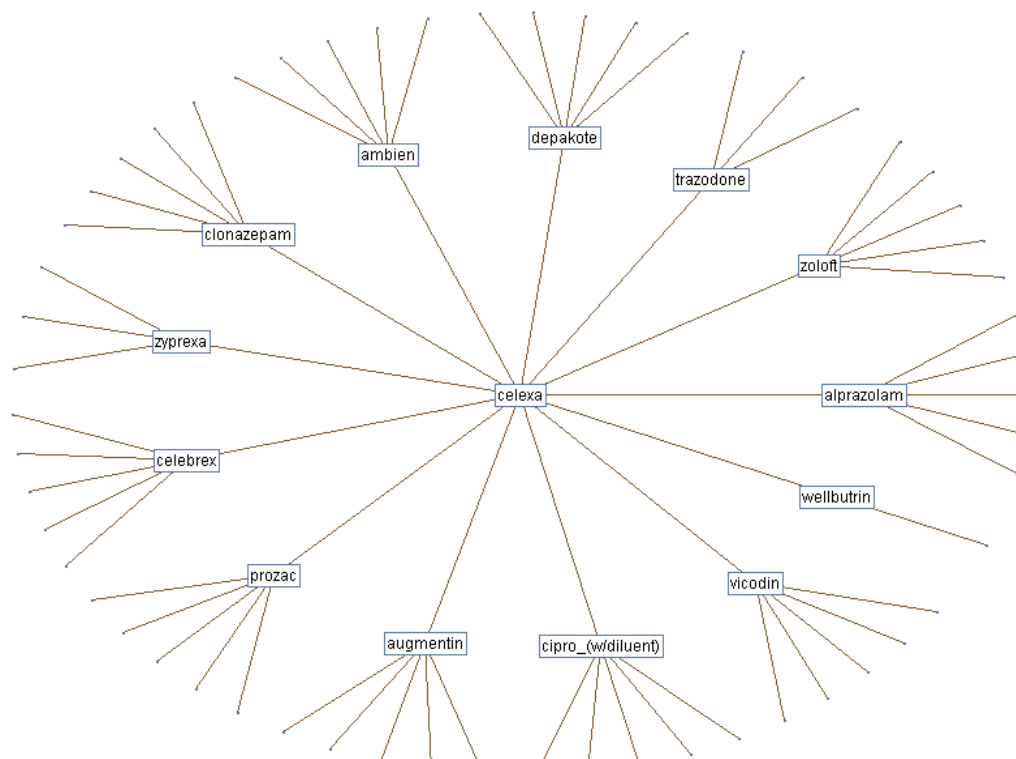 depakote
ambien
trazodone
clonazepam
zoloft
zyprexa
celexa
alprazolam
celebrex
wellbutrin
prozac
vicodin
augmentin
cipro_(w/diluent)